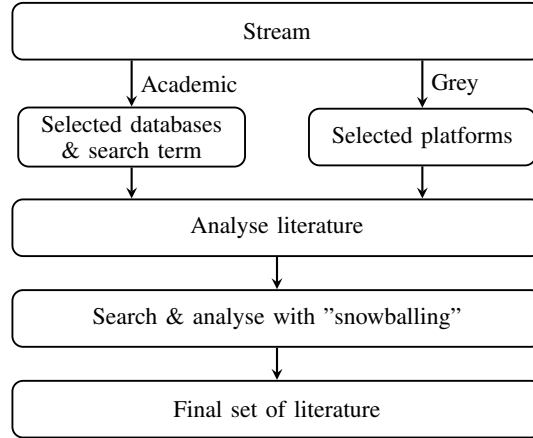 Stream
Academic
Grey
Selected databases
& search term
Selected platforms
Analyse literature
Search & analyse with ”snowballing”
Final set of literature